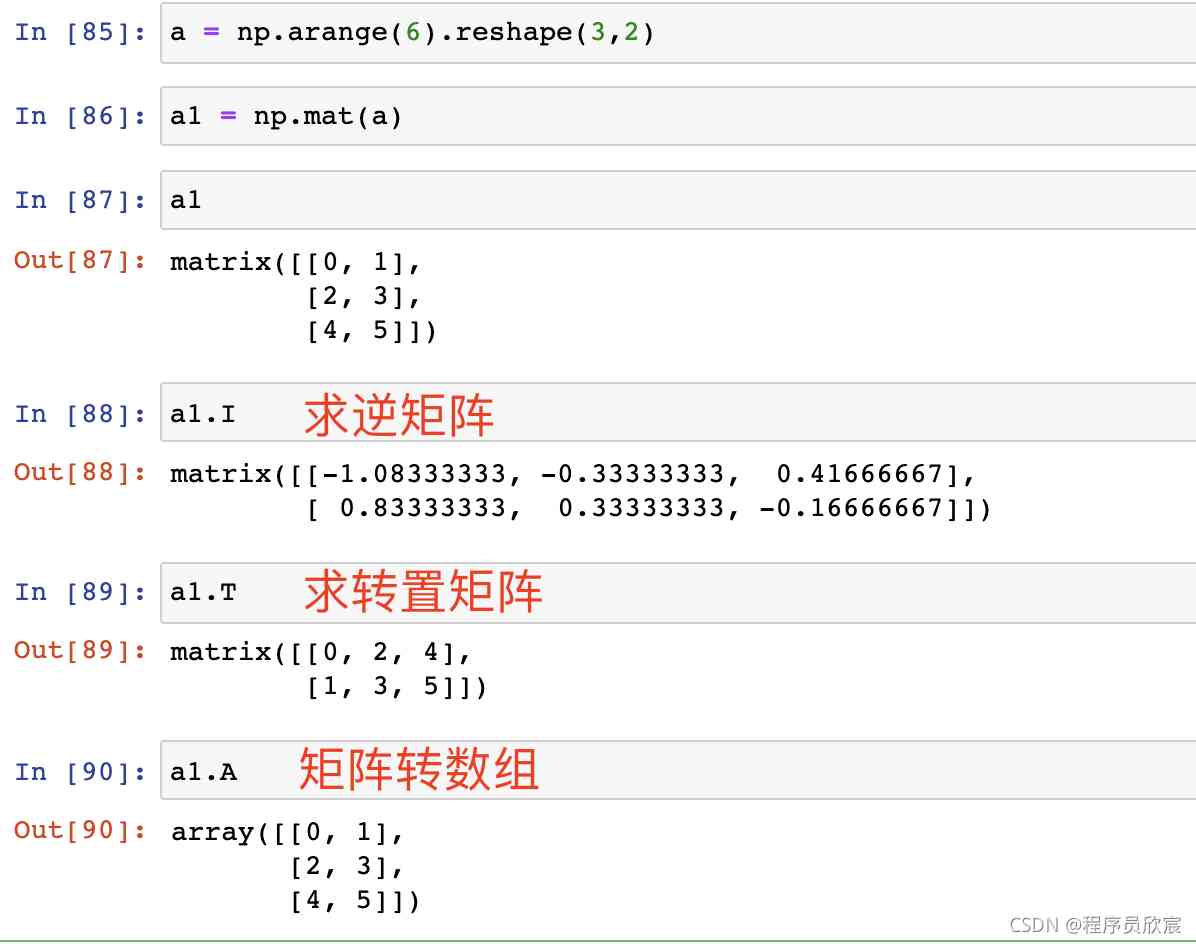 In [85]: a = np.arange(6).reshape(3,2)
In [86]: a1 = np.mat(a)
In [87]: a1
Out[87]: matrix([[0, 1],
[2, 3],
[4, 5]])
In [88]: a1.I 求逆矩阵
Out[88]: matrix([[-1.08333333, -0.33333333, 0.41666667],
[ 0.83333333, 0.33333333, -0.16666667]])
In [89]: a1.T 求转置矩阵
Out[89]: matrix([[0, 2, 4],
[1, 3, 5]])
In [90]: a1.A 矩阵转数组
Out[90]: array([[0, 1],
[2, 3],
[4, 5]])
CSDN @程序员欣宸